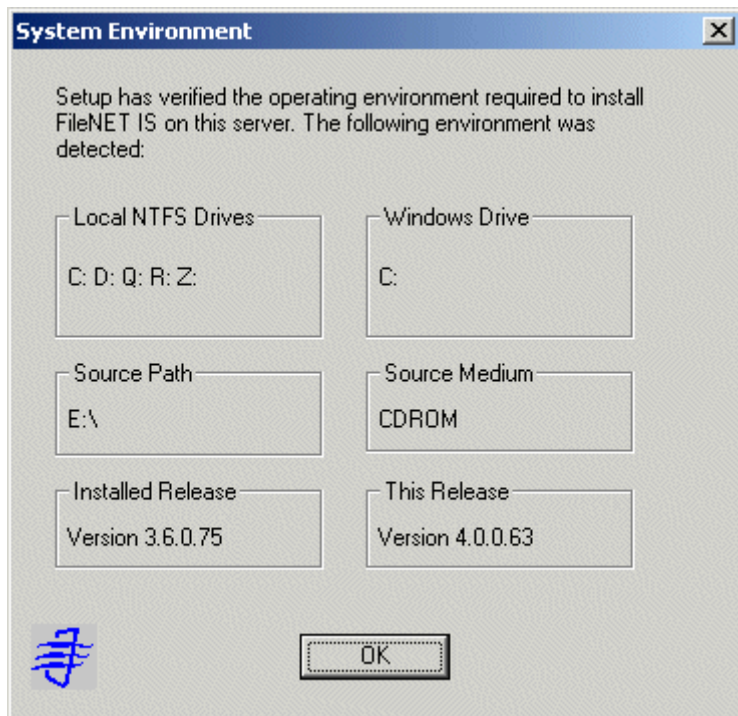 System Environment
Setup has verified the operating environment required to install
FileNET IS on this server. The following environment was
detected:
Local NTFS Drives
C: D: Q: R: Z:
Windows Drive
C:
Source Path
E:\
Source Medium
CDROM
Installed Release
Version 3.6.0.75
This Release
Version 4.0.0.63
OK